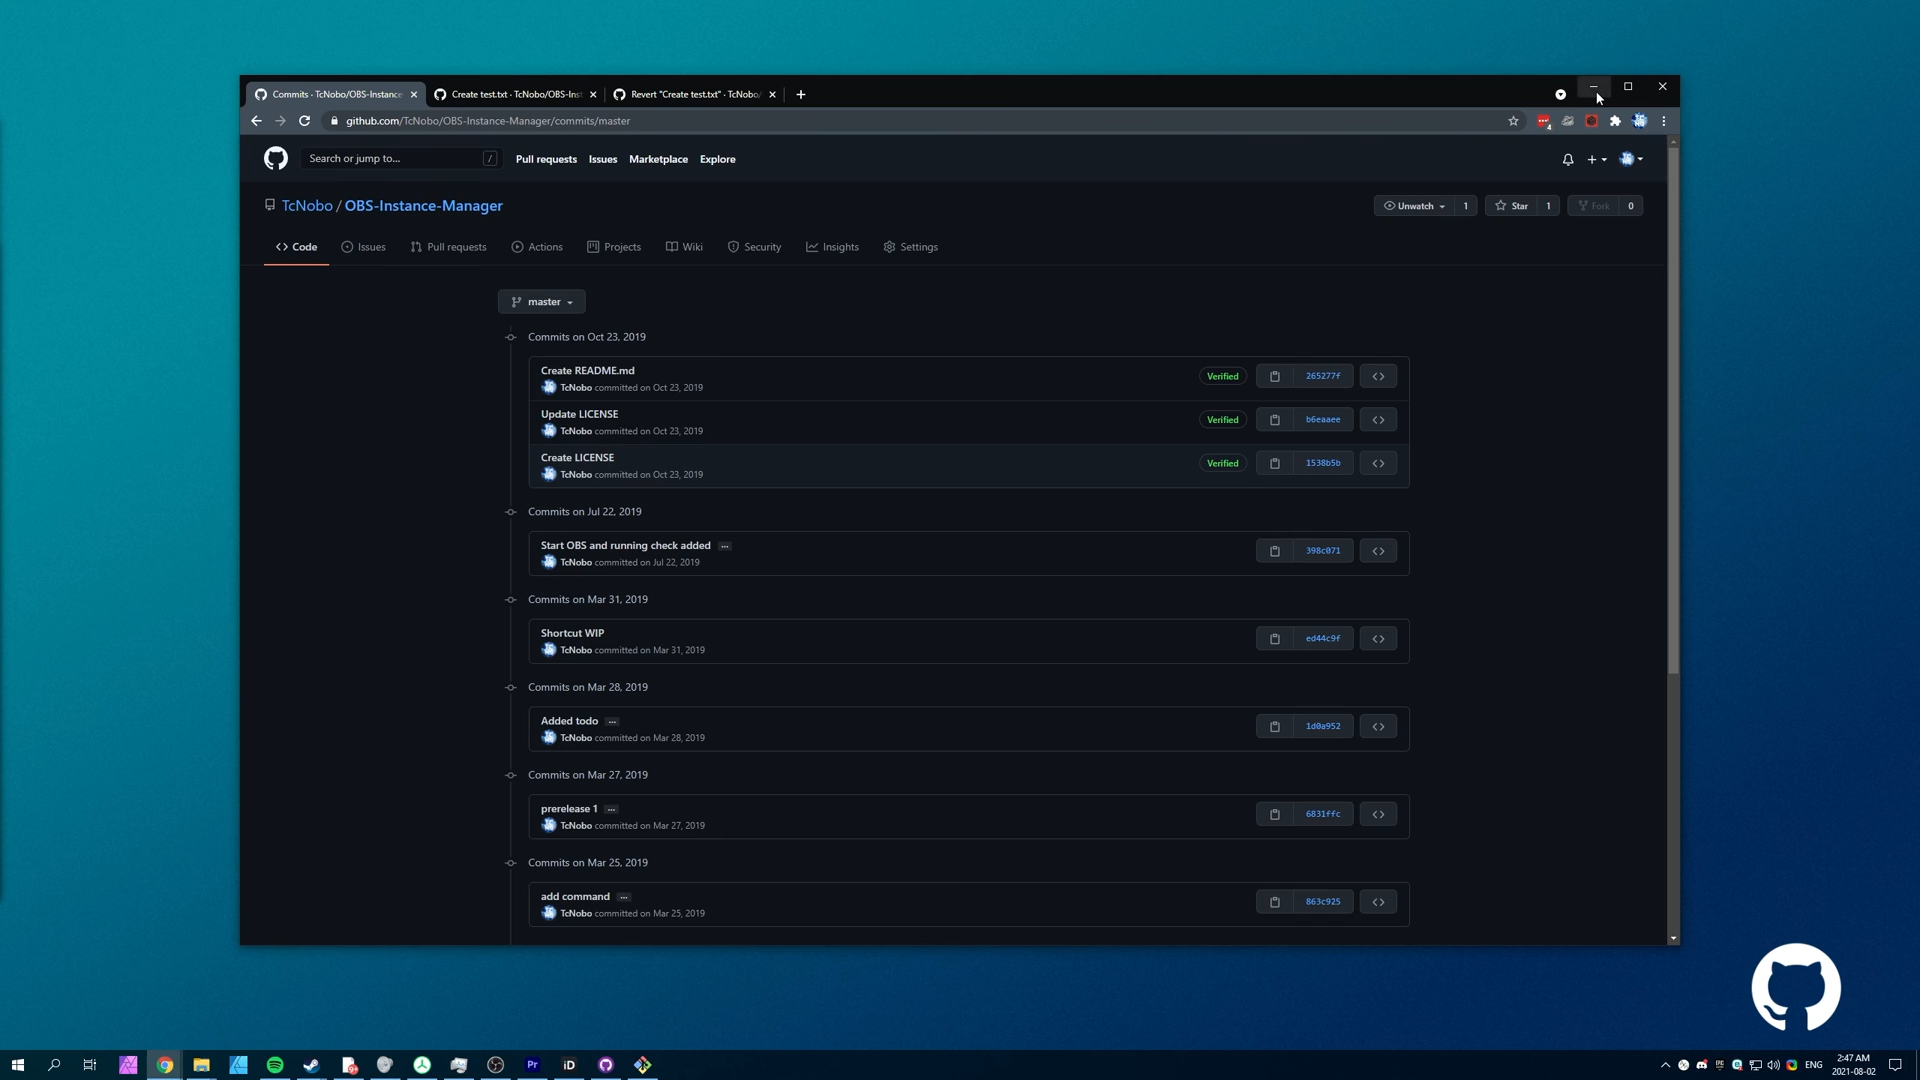 Commits · TcNobo/OBS-Instance
Create test.txt · TcNobo/OBS-Inst
Revert "Create test.txt" · TcNobo/
github.com/TcNobo/OBS-Instance-Manager/commits/master
4
Search or jump to...
/
Pull requests
Issues
Marketplace
Explore
TcNobo / OBS-Instance-Manager
Unwatch 1
Star 1
Fork 0
Code
Issues
Pull requests
Actions
Projects
Wiki
Security
Insights
Settings
master
Commits on Oct 23, 2019
Create README.md
TcNobo committed on Oct 23, 2019
Verified
265277f
Update LICENSE
TcNobo committed on Oct 23, 2019
Verified
b6eaaee
Create LICENSE
TcNobo committed on Oct 23, 2019
Verified
1538b5b
Commits on Jul 22, 2019
Start OBS and running check added ...
TcNobo committed on Jul 22, 2019
398c071
Commits on Mar 31, 2019
Shortcut WIP
TcNobo committed on Mar 31, 2019
ed44c9f
Commits on Mar 28, 2019
Added todo ...
TcNobo committed on Mar 28, 2019
1d0a952
Commits on Mar 27, 2019
prerelease 1 ...
TcNobo committed on Mar 27, 2019
6831ffc
Commits on Mar 25, 2019
add command ...
TcNobo committed on Mar 25, 2019
863c925
Pr
iD
ENG
2:47 AM
2021-08-02